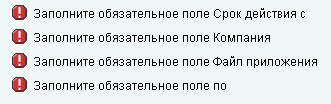 Заполните обязательное поле Срок действия с
Заполните обязательное поле Компания
Заполните обязательное поле Файл приложения
Заполните обязательное поле по